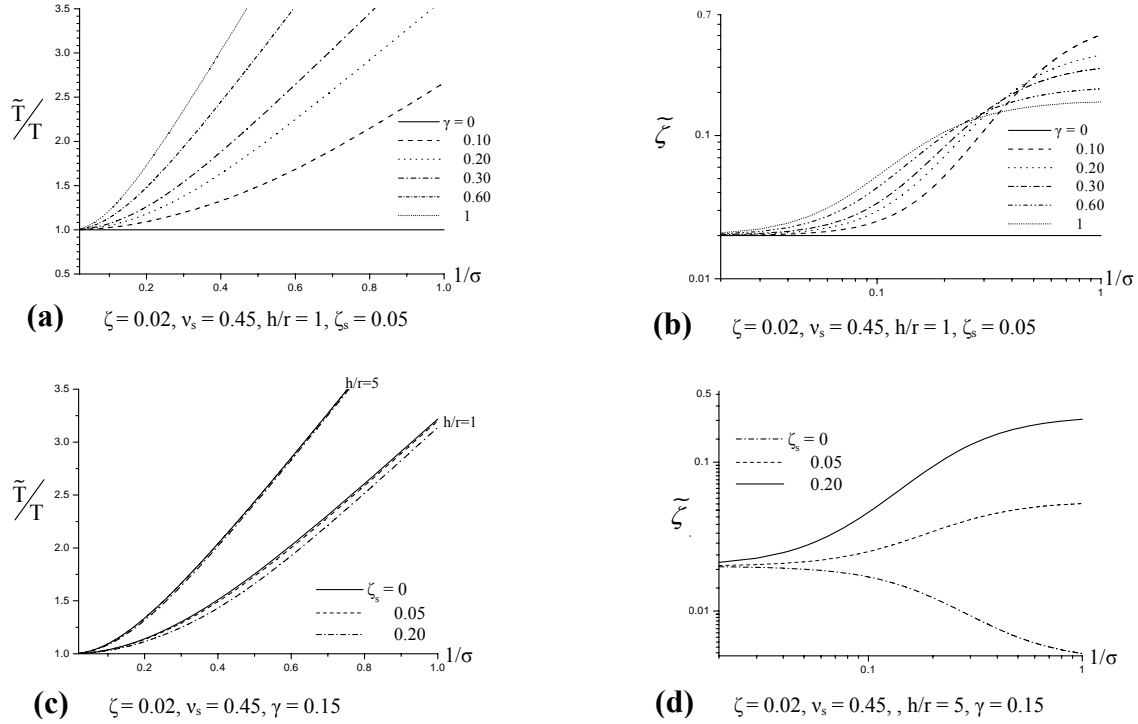 3.5
3.0
2.5
T̃/T
2.0
1.5
1.0
0.5
γ = 0
0.10
0.20
0.30
0.60
1
0.2 0.4 0.6 0.8 1.0
1/σ
(a) ζ = 0.02, νs = 0.45, h/r = 1, ζs = 0.05
0.7
0.1
ζ̃
0.01
γ = 0
0.10
0.20
0.30
0.60
1
0.1 1
1/σ
(b) ζ = 0.02, νs = 0.45, h/r = 1, ζs = 0.05
3.5
3.0
2.5
T̃/T
2.0
1.5
1.0
h/r=5
h/r=1
ζs = 0
0.05
0.20
0.2 0.4 0.6 0.8 1.0
1/σ
(c) ζ = 0.02, νs = 0.45, γ = 0.15
0.5
0.1
ζ̃
0.01
ζs = 0
0.05
0.20
0.1 1
1/σ
(d) ζ = 0.02, νs = 0.45, , h/r = 5, γ = 0.15